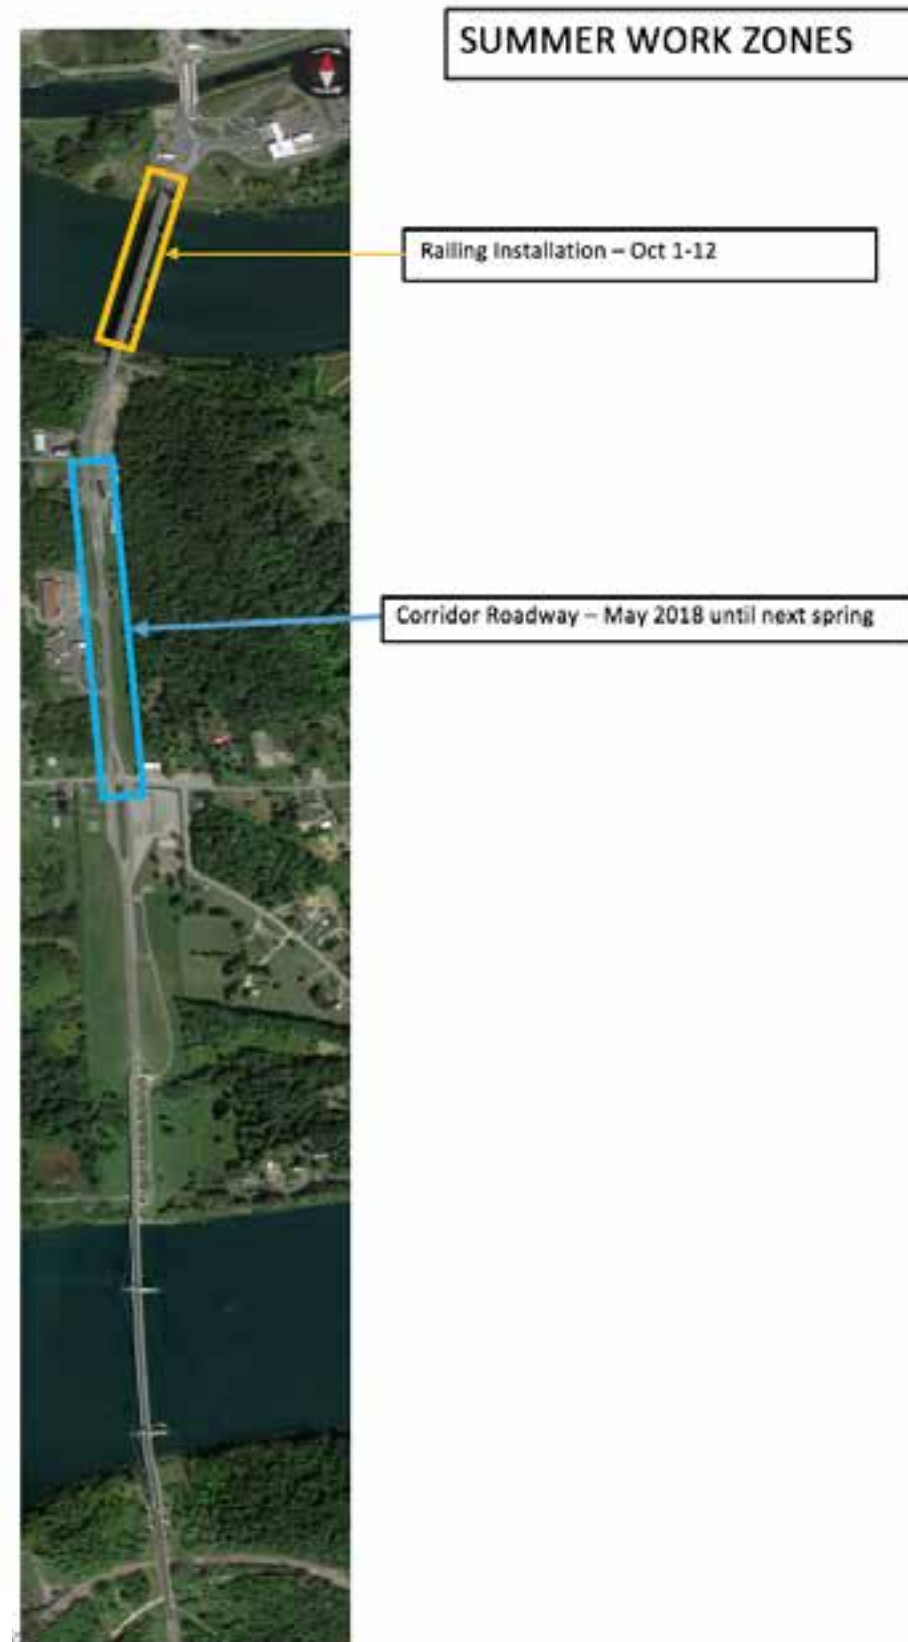 SUMMER WORK ZONES
Railing Installation – Oct 1-12
Corridor Roadway – May 2018 until next spring